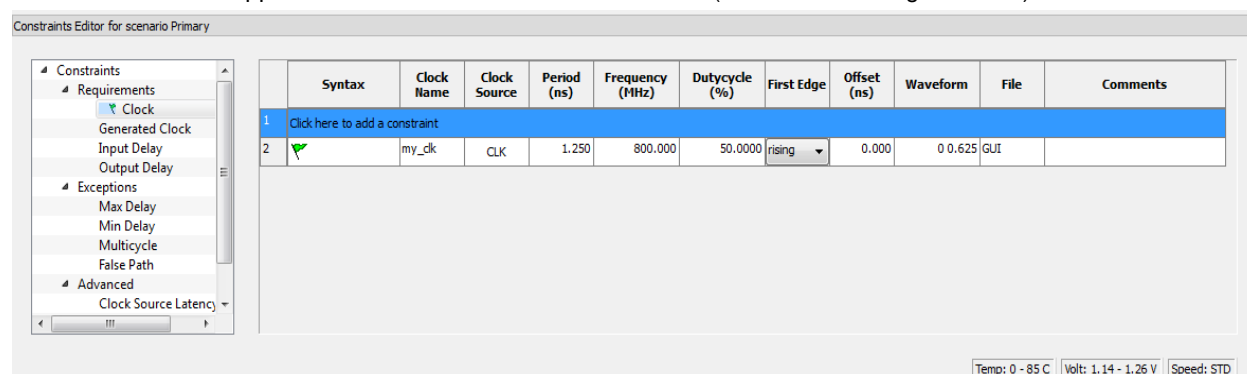 Constraints Editor for scenario Primary
Constraints
Requirements
Clock
Generated Clock
Input Delay
Output Delay
Exceptions
Max Delay
Min Delay
Multicycle
False Path
Advanced
Clock Source Latency
Syntax Clock Name Clock Source Period (ns) Frequency (MHz) Dutycycle (%) First Edge Offset (ns) Waveform File Comments
1 Click here to add a constraint
2 my_clk CLK 1.250 800.000 50.0000 rising 0.000 0 0.625 GUI
Temp: 0 - 85 C Volt: 1.14 - 1.26 V Speed: STD